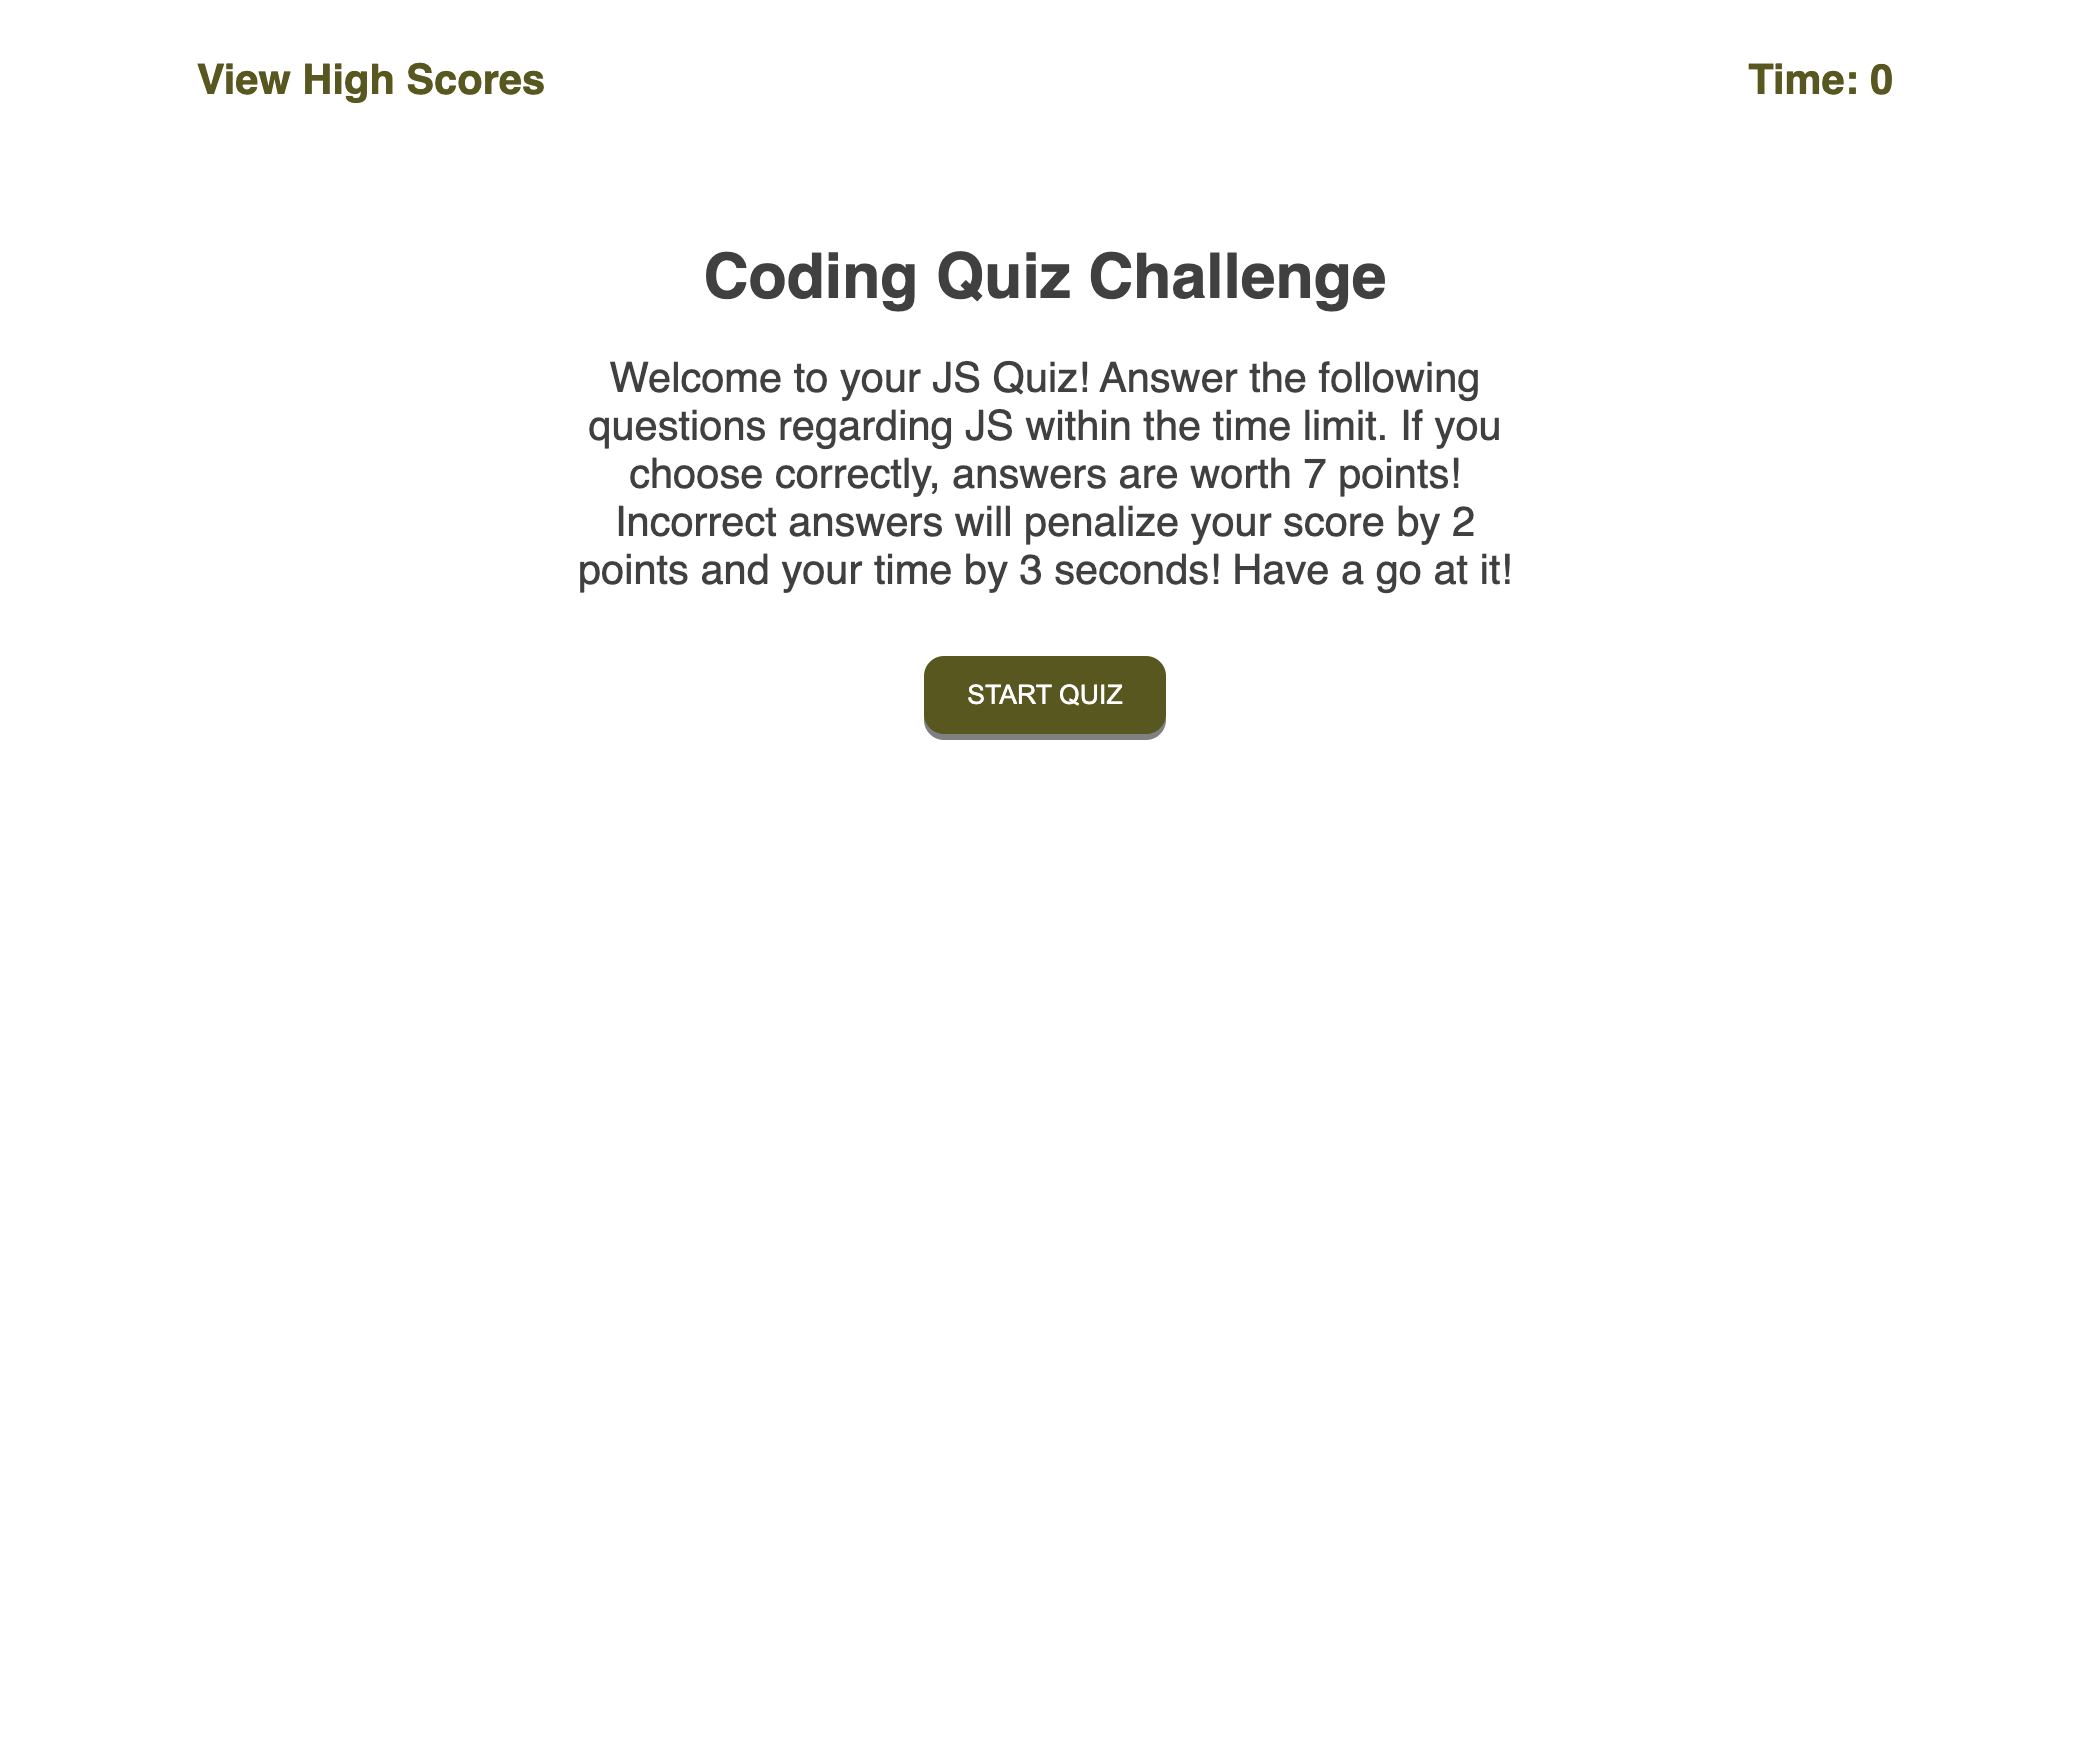 View High Scores
Time: 0
Coding Quiz Challenge
Welcome to your JS Quiz! Answer the following
questions regarding JS within the time limit. If you
choose correctly, answers are worth 7 points!
Incorrect answers will penalize your score by 2
points and your time by 3 seconds! Have a go at it!
START QUIZ